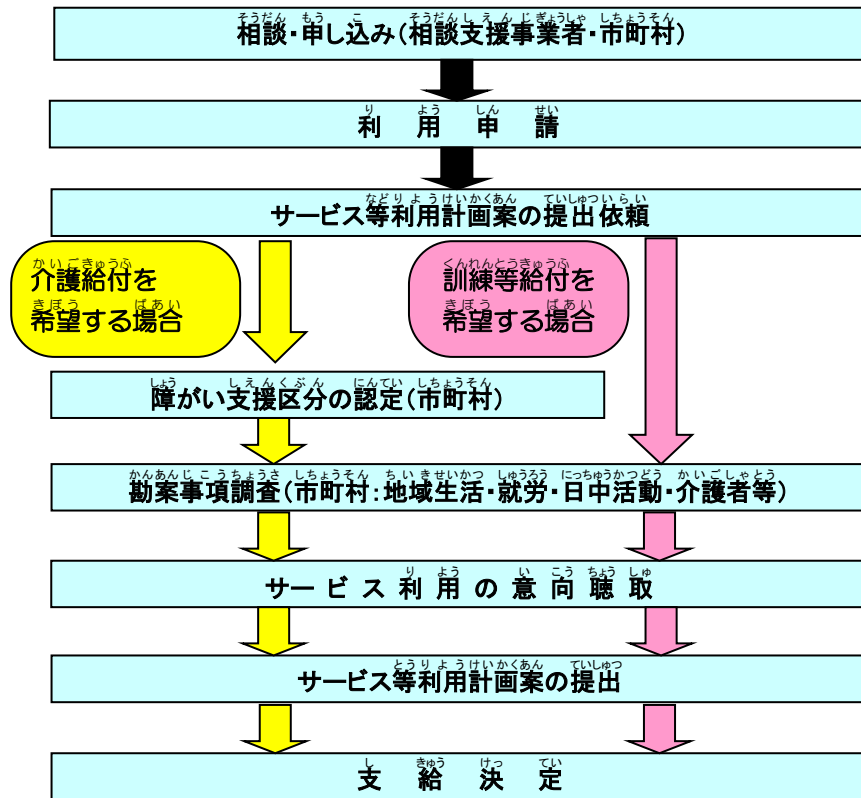 相談・申し込み（相談支援事業者・市町村）
利用申請
サービス等利用計画案の提出依頼
介護給付を
希望する場合
訓練等給付を
希望する場合
障がい支援区分の認定（市町村）
勘案事項調査（市町村：地域生活・就労・日中活動・介護者等）
サービス利用の意向聴取
サービス等利用計画案の提出
支給決定